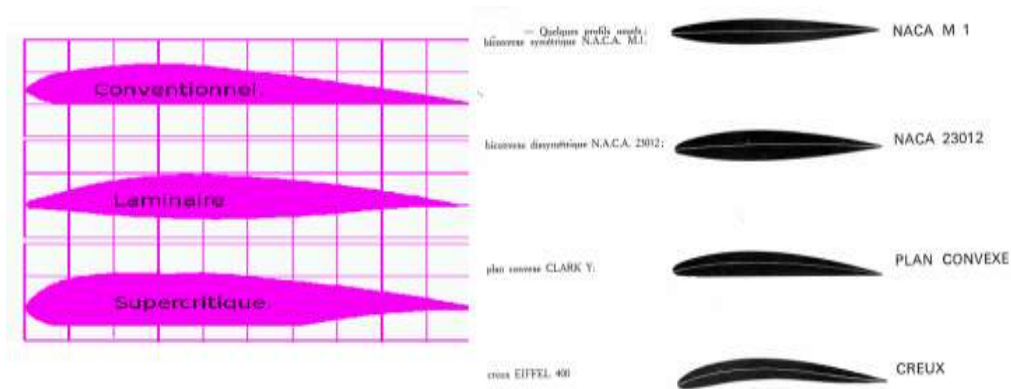 Conventionnel.
Laminaire
Supercritique.
— Quelques profils usuels ;
biconvexe symétrique N.A.C.A. M.1.
NACA M 1
biconvexe dissymétrique N.A.C.A. 23012 ;
NACA 23012
plan convexe CLARK Y.
PLAN CONVEXE
creux EIFFEL 400
CREUX